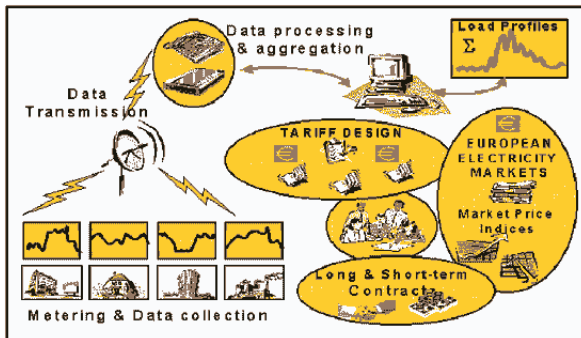 Data processing
& aggregation
Load Profiles
Σ
Data
Transmission
TARIFF DESIGN
€
€
€
EUROPEAN
ELECTRICITY
MARKETS
Market Price
Indices
Long & Short-term
Contracts
Metering & Data collection